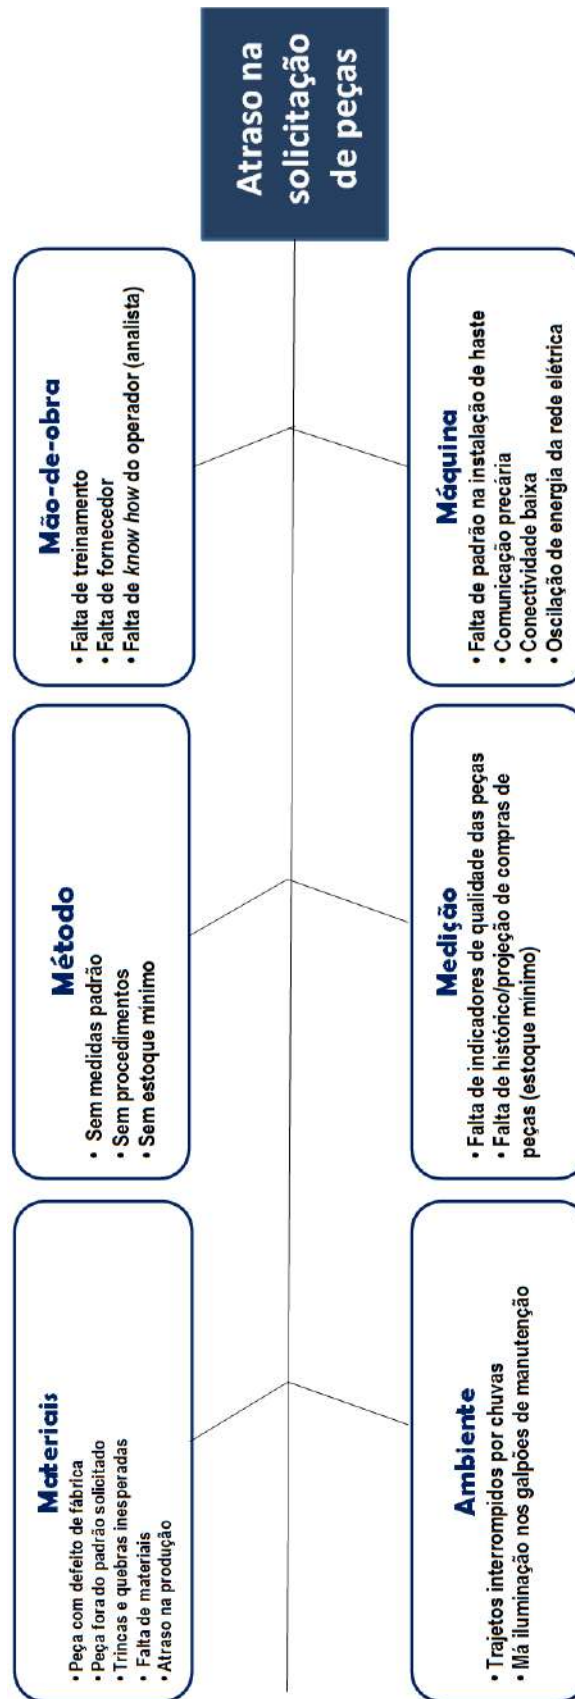 Materiais
• Peça com defeito de fábrica
• Peça fora do padrão solicitado
• Trincas e quebras inesperadas
• Falta de materiais
• Atraso na produção
Método
• Sem medidas padrão
• Sem procedimentos
• Sem estoque mínimo
Mão-de-obra
• Falta de treinamento
• Falta de fornecedor
• Falta de know how do operador (analista)
Atraso na
solicitação
de peças
Ambiente
• Trajetos interrompidos por chuvas
• Má iluminação nos galpões de manutenção
Medição
• Falta de indicadores de qualidade das peças
• Falta de histórico/projeção de compras de
peças (estoque mínimo)
Máquina
• Falta de padrão na instalação de haste
• Comunicação precária
• Conectividade baixa
• Oscilação de energia da rede elétrica